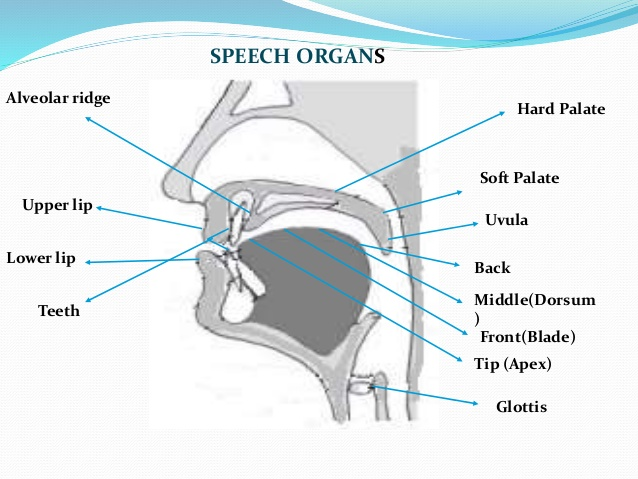 SPEECH ORGANS
Alveolar ridge
Hard Palate
Soft Palate
Upper lip
Uvula
Lower lip
Back
Middle(Dorsum
)
Teeth
Front(Blade)
Tip (Apex)
Glottis